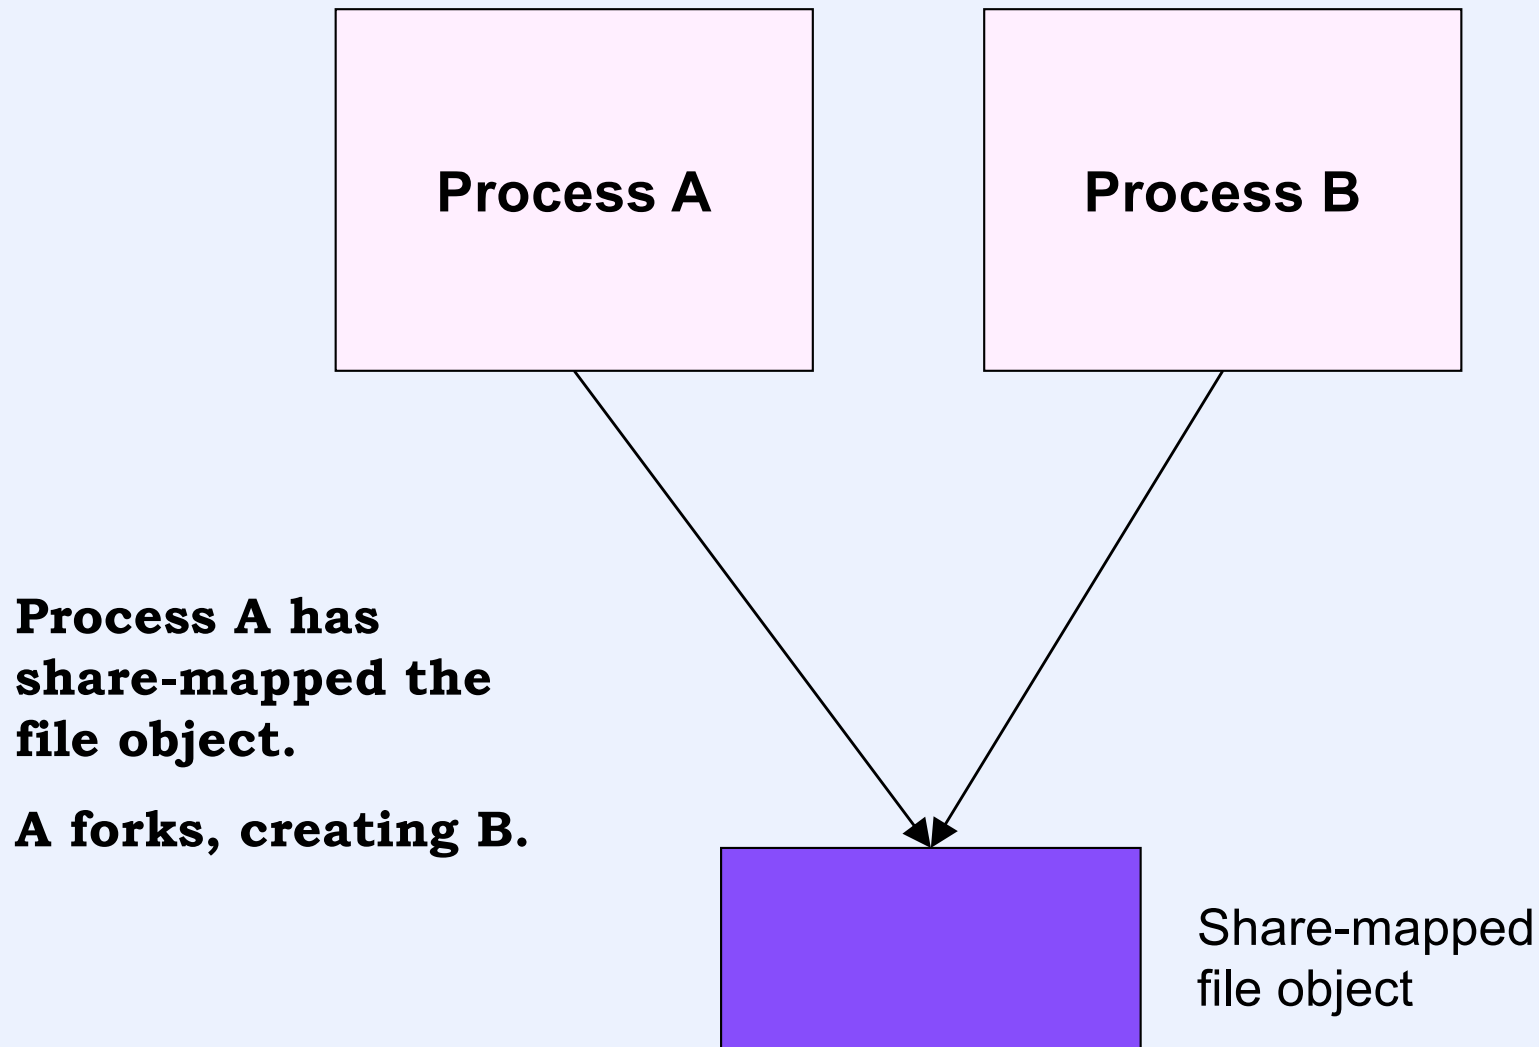 Process A
Process B
Process A has
share-mapped the
file object.
A forks, creating B.
Share-mapped
file object